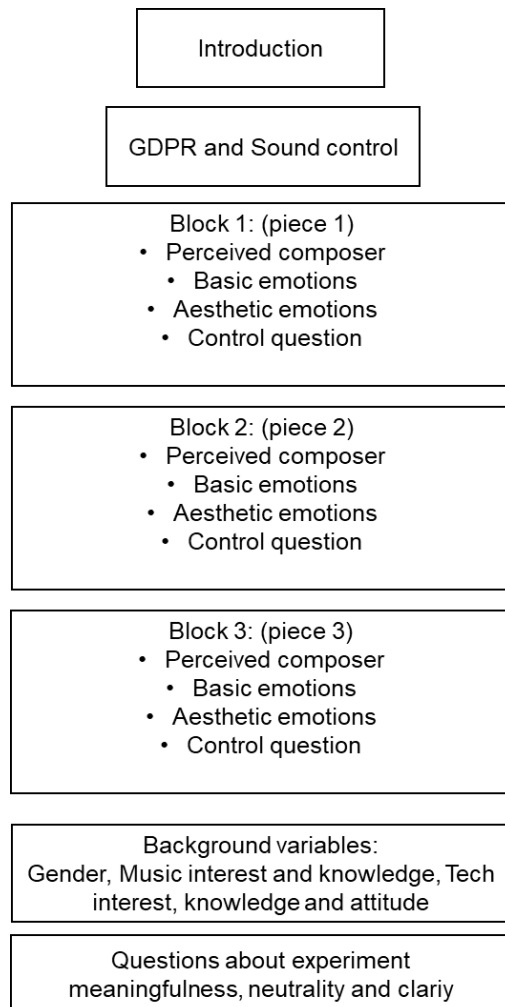 Introduction
GDPR and Sound control
Block 1: (piece 1)
• Perceived composer
• Basic emotions
• Aesthetic emotions
• Control question
Block 2: (piece 2)
• Perceived composer
• Basic emotions
• Aesthetic emotions
• Control question
Block 3: (piece 3)
• Perceived composer
• Basic emotions
• Aesthetic emotions
• Control question
Background variables:
Gender, Music interest and knowledge, Tech
interest, knowledge and attitude
Questions about experiment
meaningfulness, neutrality and clariy